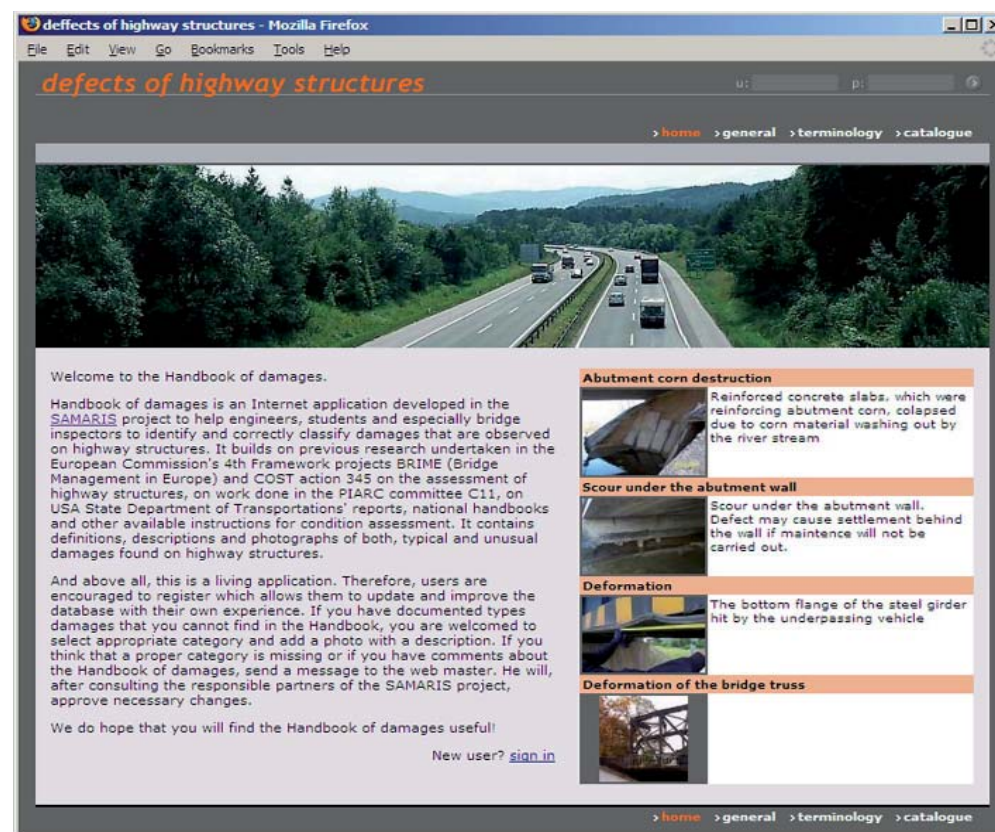 deffects of highway structures - Mozilla Firefox
File Edit View Go Bookmarks Tools Help
defects of highway structures
u: p:
› home › general › terminology › catalogue
Welcome to the Handbook of damages.
Handbook of damages is an Internet application developed in the
SAMARIS project to help engineers, students and especially bridge
inspectors to identify and correctly classify damages that are observed
on highway structures. It builds on previous research undertaken in the
European Commission's 4th Framework projects BRIME (Bridge
Management in Europe) and COST action 345 on the assessment of
highway structures, on work done in the PIARC committee C11, on
USA State Department of Transportations' reports, national handbooks
and other available instructions for condition assessment. It contains
definitions, descriptions and photographs of both, typical and unusual
damages found on highway structures.
And above all, this is a living application. Therefore, users are
encouraged to register which allows them to update and improve the
database with their own experience. If you have documented types
damages that you cannot find in the Handbook, you are welcomed to
select appropriate category and add a photo with a description. If you
think that a proper category is missing or if you have comments about
the Handbook of damages, send a message to the web master. He will,
after consulting the responsible partners of the SAMARIS project,
approve necessary changes.
We do hope that you will find the Handbook of damages useful!
New user? sign in
Abutment corn destruction
Reinforced concrete slabs, which were
reinforcing abutment corn, colapsed
due to corn material washing out by
the river stream
Scour under the abutment wall
Scour under the abutment wall.
Defect may cause settlement behind
the wall if maintence will not be
carried out.
Deformation
The bottom flange of the steel girder
hit by the underpassing vehicle
Deformation of the bridge truss
› home › general › terminology › catalogue